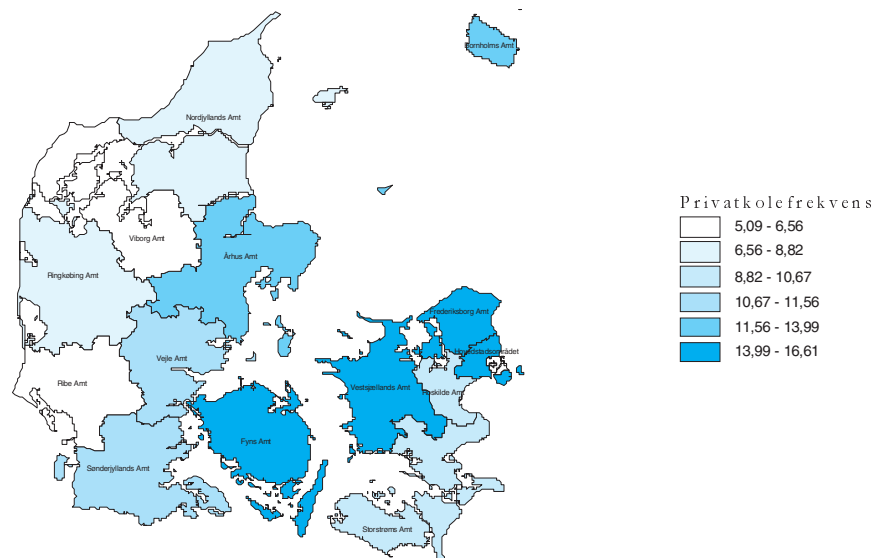 Bornholms Amt
Nordjyllands Amt
Viborg Amt
Århus Amt
Ringkøbing Amt
Frederiksborg Amt
Hovedstadsområdet
Vejle Amt
Ribe Amt
Vestsjællands Amt
Roskilde Amt
Fyns Amt
Sønderjyllands Amt
Storstrøms Amt
Privatkolefrekvens
5,09 - 6,56
6,56 - 8,82
8,82 - 10,67
10,67 - 11,56
11,56 - 13,99
13,99 - 16,61